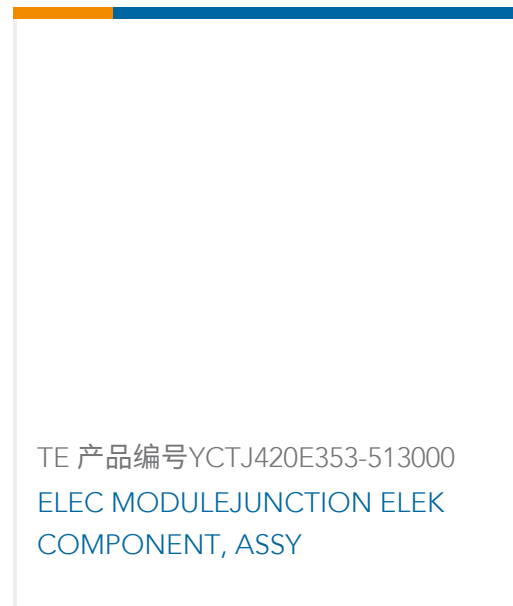 TE 产品编号YCTJ420E353-513000
ELEC MODULEJUNCTION ELEK
COMPONENT, ASSY